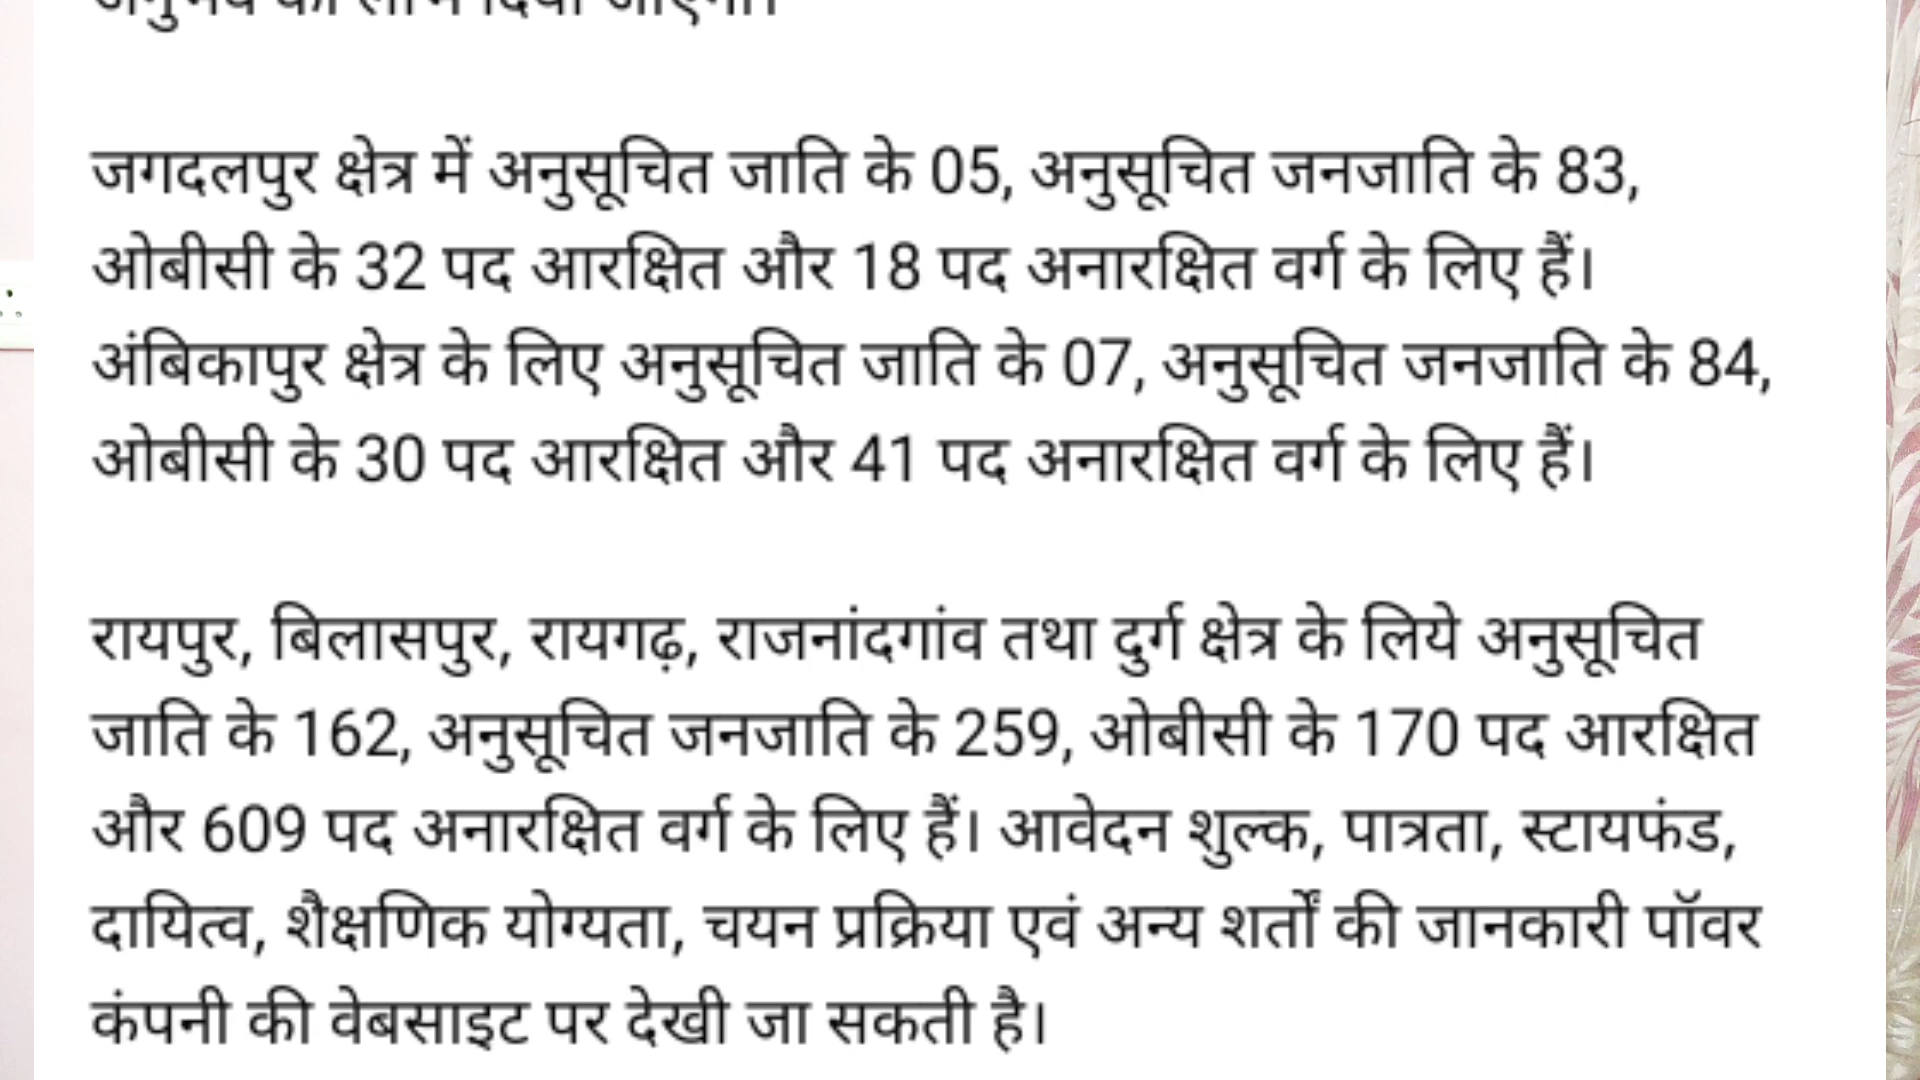 जगदलपुर क्षेत्र में अनुसूचित जाति के 05, अनुसूचित जनजाति के 83,
ओबीसी के 32 पद आरक्षित और 18 पद अनारक्षित वर्ग के लिए हैं।
अंबिकापुर क्षेत्र के लिए अनुसूचित जाति के 07, अनुसूचित जनजाति के 84,
ओबीसी के 30 पद आरक्षित और 41 पद अनारक्षित वर्ग के लिए हैं।
रायपुर, बिलासपुर, रायगढ़, राजनांदगांव तथा दुर्ग क्षेत्र के लिये अनुसूचित
जाति के 162, अनुसूचित जनजाति के 259, ओबीसी के 170 पद आरक्षित
और 609 पद अनारक्षित वर्ग के लिए हैं। आवेदन शुल्क, पात्रता, स्टायफंड,
दायित्व, शैक्षणिक योग्यता, चयन प्रक्रिया एवं अन्य शर्तों की जानकारी पॉवर
कंपनी की वेबसाइट पर देखी जा सकती है।